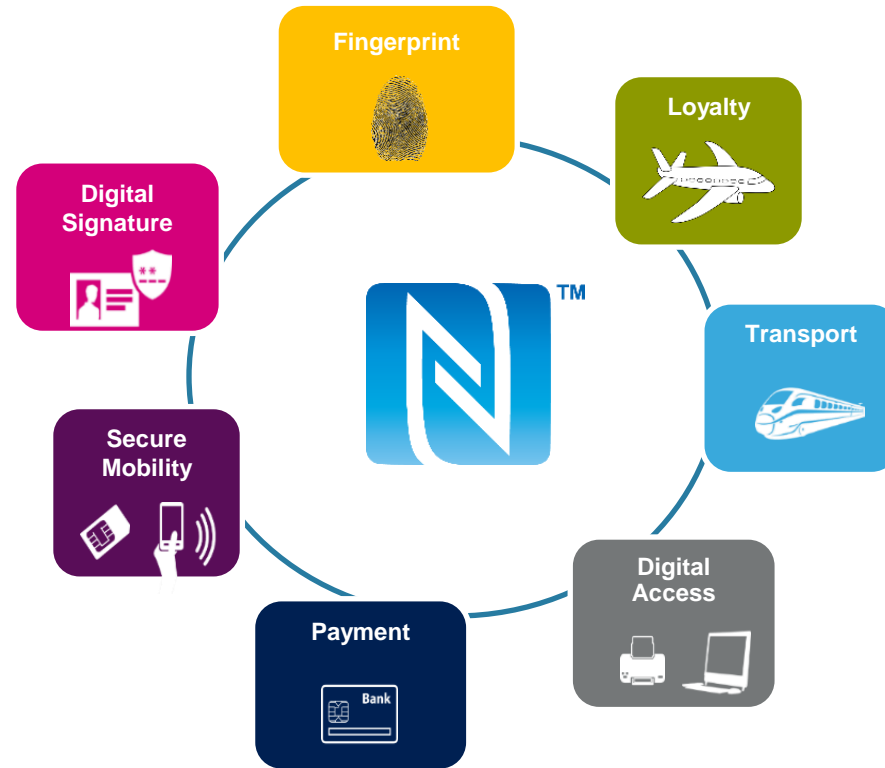 Fingerprint
Loyalty
Digital
Signature
** 
TM
Transport
Secure
Mobility
Digital
Access
Payment
Bank